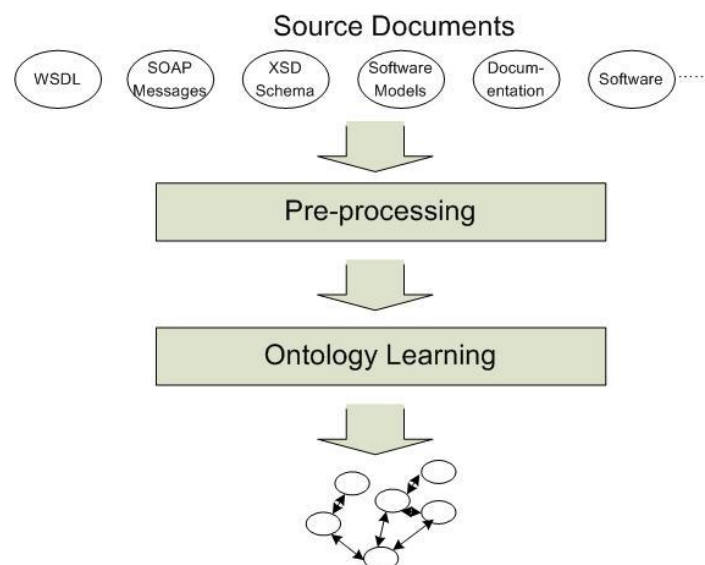 Source Documents
WSDL
SOAP
Messages
XSD
Schema
Software
Models
Docum-
entation
Software
Pre-processing
Ontology Learning